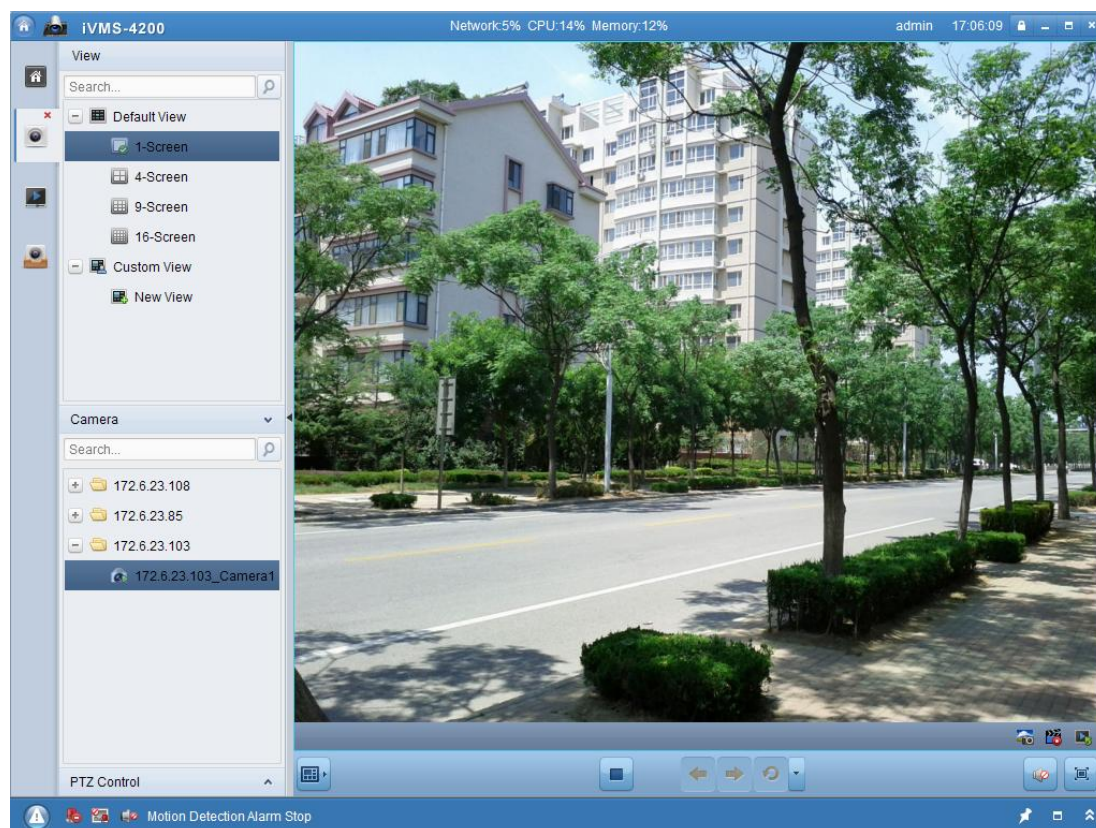 iVMS-4200 Network:5% CPU:14% Memory:12% admin 17:06:09
View
Search...
Default View
1-Screen
4-Screen
9-Screen
16-Screen
Custom View
New View
Camera
Search...
172.6.23.108
172.6.23.85
172.6.23.103
172.6.23.103_Camera1
PTZ Control
Motion Detection Alarm Stop